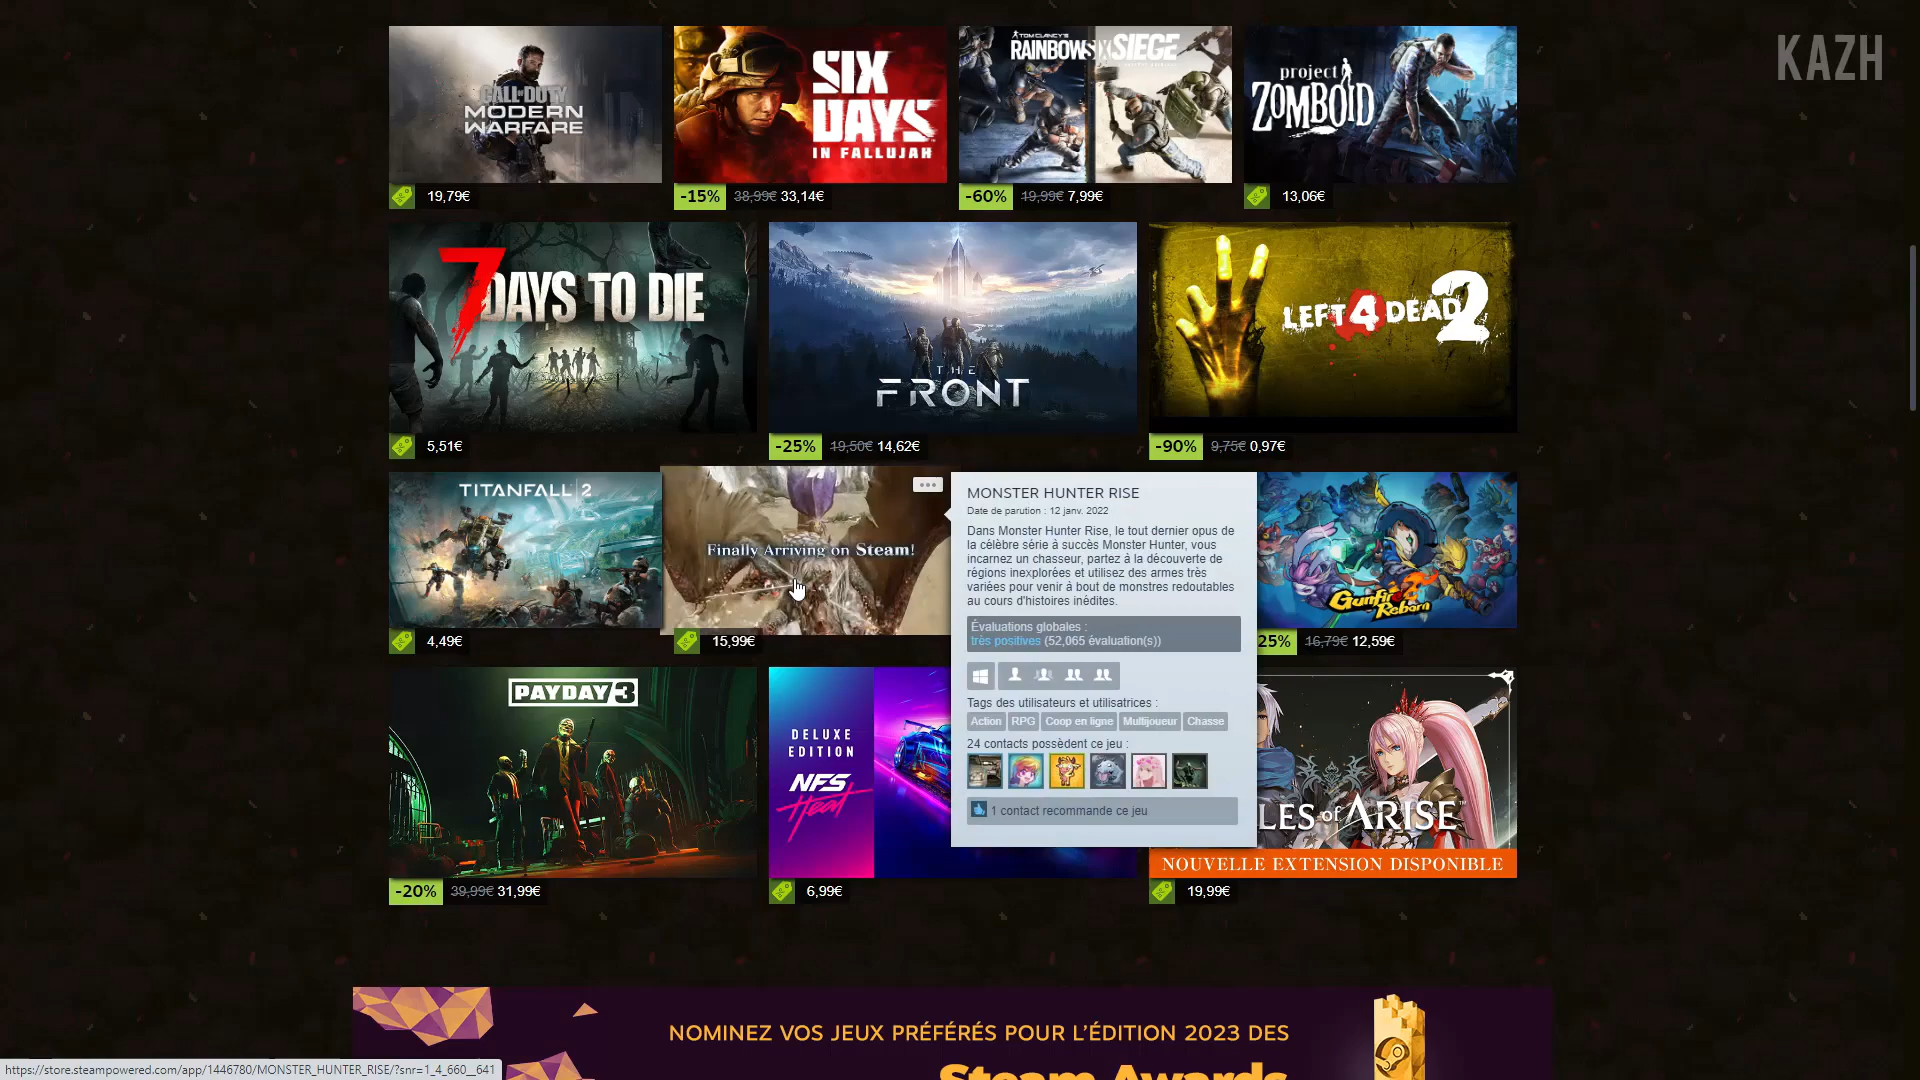 KAZH
CALL OF DUTY
MODERN
WARFARE
SIX
DAYS
IN FALLUJAH
TOM CLANCY'S
RAINBOW SIX SIEGE
project
ZOMBOID
19,79€
-15% 38,99€ 33,14€
-60% 19,99€ 7,99€
13,06€
7 DAYS TO DIE
THE
FRONT
LEFT 4 DEAD 2
5,51€
-25% 19,50€ 14,62€
-90% 9,75€ 0,97€
TITANFALL 2
Finally Arriving on Steam!
MONSTER HUNTER RISE
Date de parution : 12 janv. 2022
Dans Monster Hunter Rise, le tout dernier opus de
la célèbre série à succès Monster Hunter, vous
incarnez un chasseur, partez à la découverte de
régions inexplorées et utilisez des armes très
variées pour venir à bout de monstres redoutables
au cours d'histoires inédites.
Évaluations globales :
très positives (52,065 évaluation(s))
Tags des utilisateurs et utilisatrices :
Action RPG Coop en ligne Multijoueur Chasse
24 contacts possèdent ce jeu :
1 contact recommande ce jeu
Gunfire
Reborn
4,49€
15,99€
25% 16,79€ 12,59€
PAYDAY 3
DELUXE
EDITION
NFS
Heat
LES of ARISE™
NOUVELLE EXTENSION DISPONIBLE
-20% 39,99€ 31,99€
6,99€
19,99€
NOMINEZ VOS JEUX PRÉFÉRÉS POUR L'ÉDITION 2023 DES
Steam Awards
https://store.steampowered.com/app/1446780/MONSTER_HUNTER_RISE/?snr=1_4_660__641